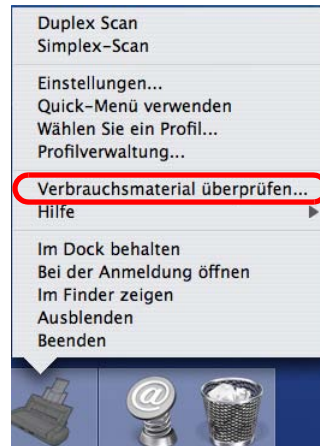 Duplex Scan
Simplex-Scan
Einstellungen...
Quick-Menü verwenden
Wählen Sie ein Profil...
Profilverwaltung...
Verbrauchsmaterial überprüfen...
Hilfe
Im Dock behalten
Bei der Anmeldung öffnen
Im Finder zeigen
Ausblenden
Beenden
@